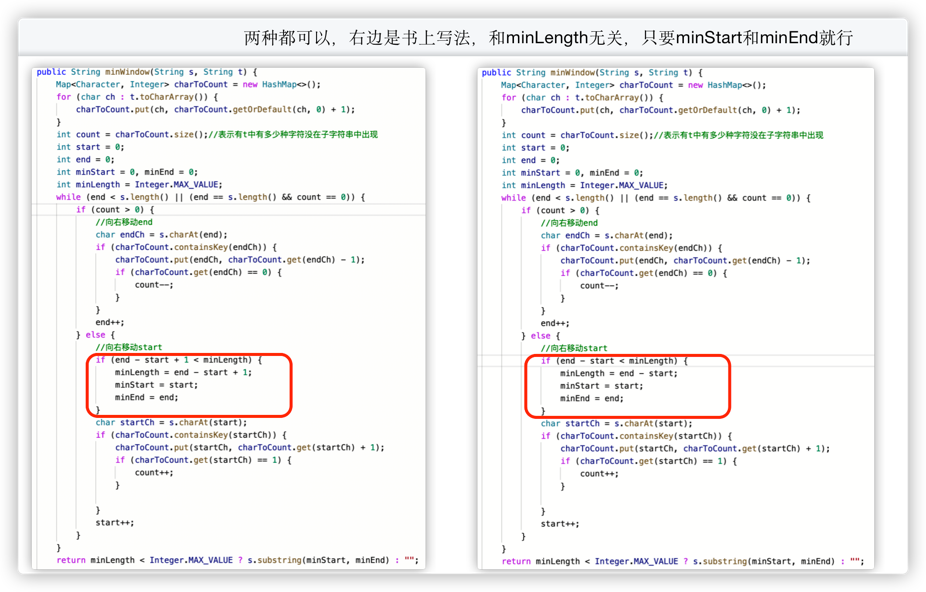 两种都可以，右边是书上写法，和minLength无关，只要minStart和minEnd就行
public String minWindow(String s, String t) {
Map<Character, Integer> charToCount = new HashMap<>();
for (char ch : t.toCharArray()) {
charToCount.put(ch, charToCount.getOrDefault(ch, 0) + 1);
}
int count = charToCount.size();//表示有t中有多少种字符没在子字符串中出现
int start = 0;
int end = 0;
int minStart = 0, minEnd = 0;
int minLength = Integer.MAX_VALUE;
while (end < s.length() || (end == s.length() && count == 0)) {
if (count > 0) {
//向右移动end
char endCh = s.charAt(end);
if (charToCount.containsKey(endCh)) {
charToCount.put(endCh, charToCount.get(endCh) - 1);
if (charToCount.get(endCh) == 0) {
count--;
}
}
end++;
} else {
//向右移动start
if (end - start + 1 < minLength) {
minLength = end - start + 1;
minStart = start;
minEnd = end;
}
char startCh = s.charAt(start);
if (charToCount.containsKey(startCh)) {
charToCount.put(startCh, charToCount.get(startCh) + 1);
if (charToCount.get(startCh) == 1) {
count++;
}
}
start++;
}
}
return minLength < Integer.MAX_VALUE ? s.substring(minStart, minEnd) : "";
public String minWindow(String s, String t) {
Map<Character, Integer> charToCount = new HashMap<>();
for (char ch : t.toCharArray()) {
charToCount.put(ch, charToCount.getOrDefault(ch, 0) + 1);
}
int count = charToCount.size();//表示有t中有多少种字符没在子字符串中出现
int start = 0;
int end = 0;
int minStart = 0, minEnd = 0;
int minLength = Integer.MAX_VALUE;
while (end < s.length() || (end == s.length() && count == 0)) {
if (count > 0) {
//向右移动end
char endCh = s.charAt(end);
if (charToCount.containsKey(endCh)) {
charToCount.put(endCh, charToCount.get(endCh) - 1);
if (charToCount.get(endCh) == 0) {
count--;
}
}
end++;
} else {
//向右移动start
if (end - start < minLength) {
minLength = end - start;
minStart = start;
minEnd = end;
}
char startCh = s.charAt(start);
if (charToCount.containsKey(startCh)) {
charToCount.put(startCh, charToCount.get(startCh) + 1);
if (charToCount.get(startCh) == 1) {
count++;
}
}
start++;
}
}
return minLength < Integer.MAX_VALUE ? s.substring(minStart, minEnd) : "";